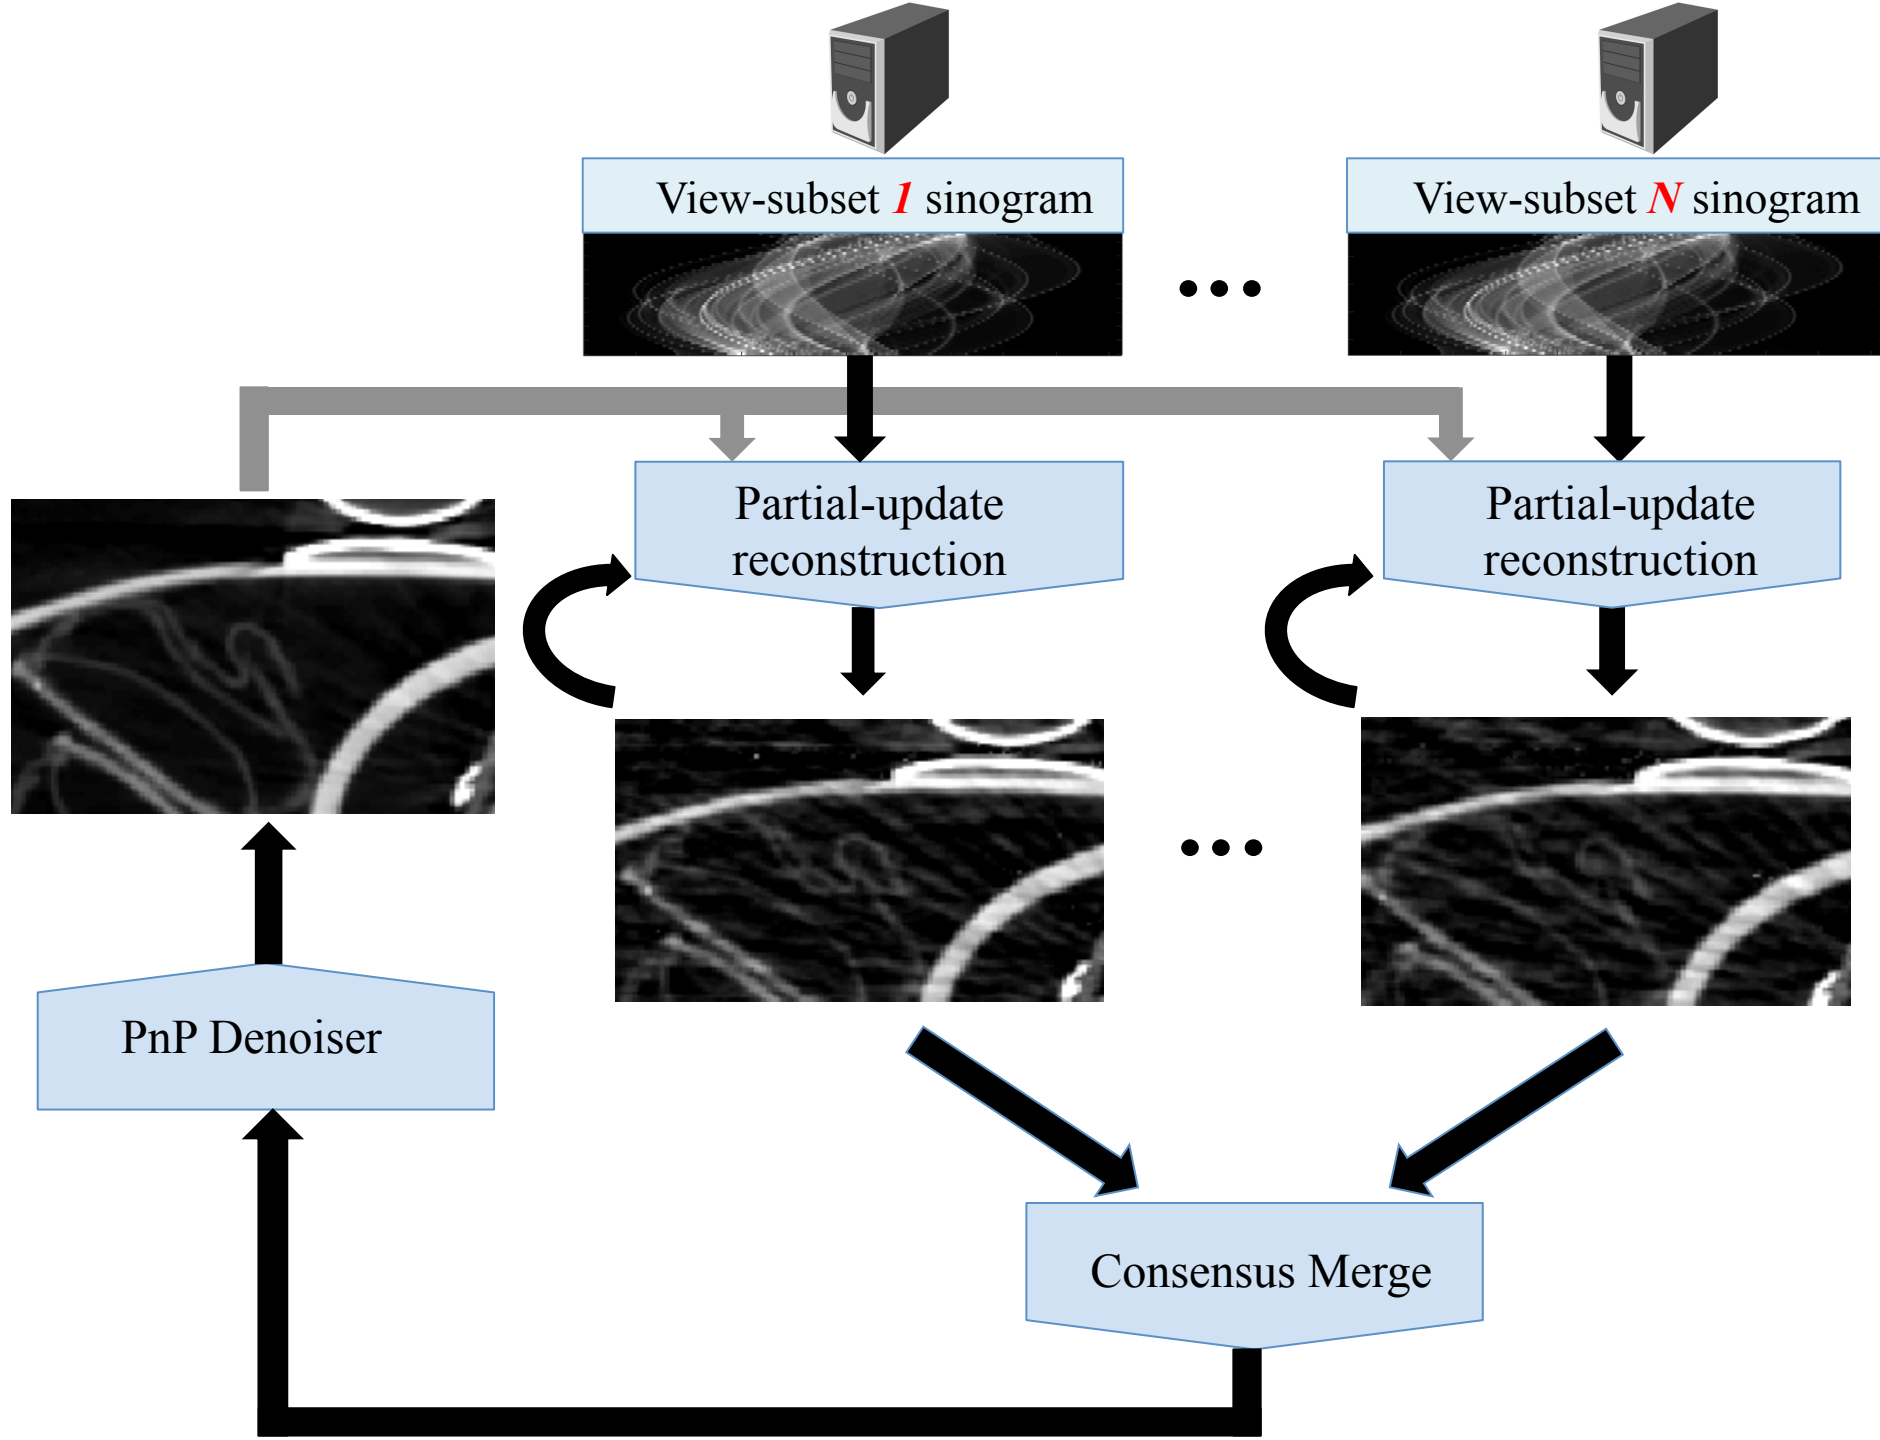 View-subset 1 sinogram
View-subset N sinogram
Partial-update
reconstruction
Partial-update
reconstruction
PnP Denoiser
Consensus Merge